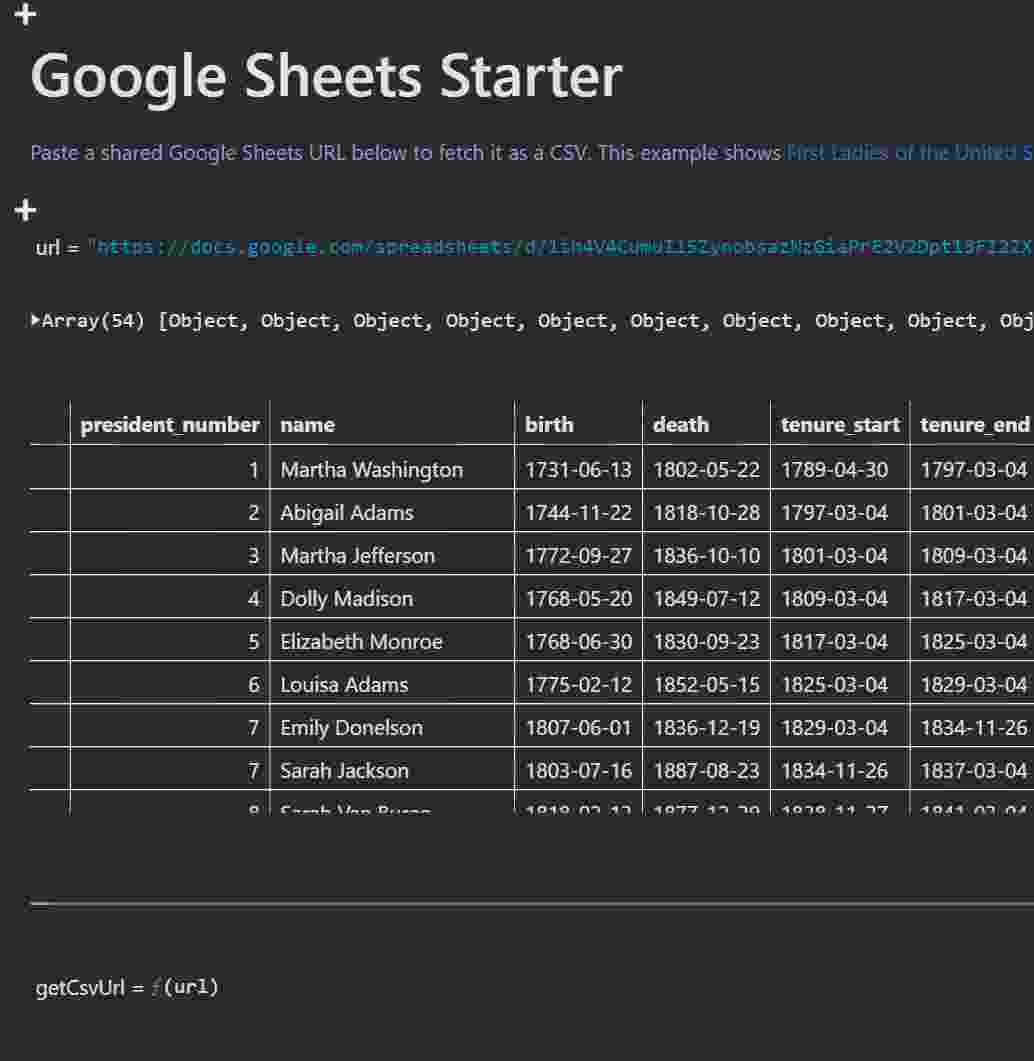 Google Sheets Starter
Paste a shared Google Sheets URL below to fetch it as a CSV. This example shows First Ladies of the United S
url = "https://docs.google.com/spreadsheets/d/
▸Array(54) [Object, Object, Object, Object, Object, Object, Object, Object, Object, Obj
president_number name birth death tenure_start tenure_end
1 Martha Washington 1731-06-13 1802-05-22 1789-04-30 1797-03-04
2 Abigail Adams 1744-11-22 1818-10-28 1797-03-04 1801-03-04
3 Martha Jefferson 1772-09-27 1836-10-10 1801-03-04 1809-03-04
4 Dolly Madison 1768-05-20 1849-07-12 1809-03-04 1817-03-04
5 Elizabeth Monroe 1768-06-30 1830-09-23 1817-03-04 1825-03-04
6 Louisa Adams 1775-02-12 1852-05-15 1825-03-04 1829-03-04
7 Emily Donelson 1807-06-01 1836-12-19 1829-03-04 1834-11-26
7 Sarah Jackson 1803-07-16 1887-08-23 1834-11-26 1837-03-04
getCsvUrl = ƒ(url)